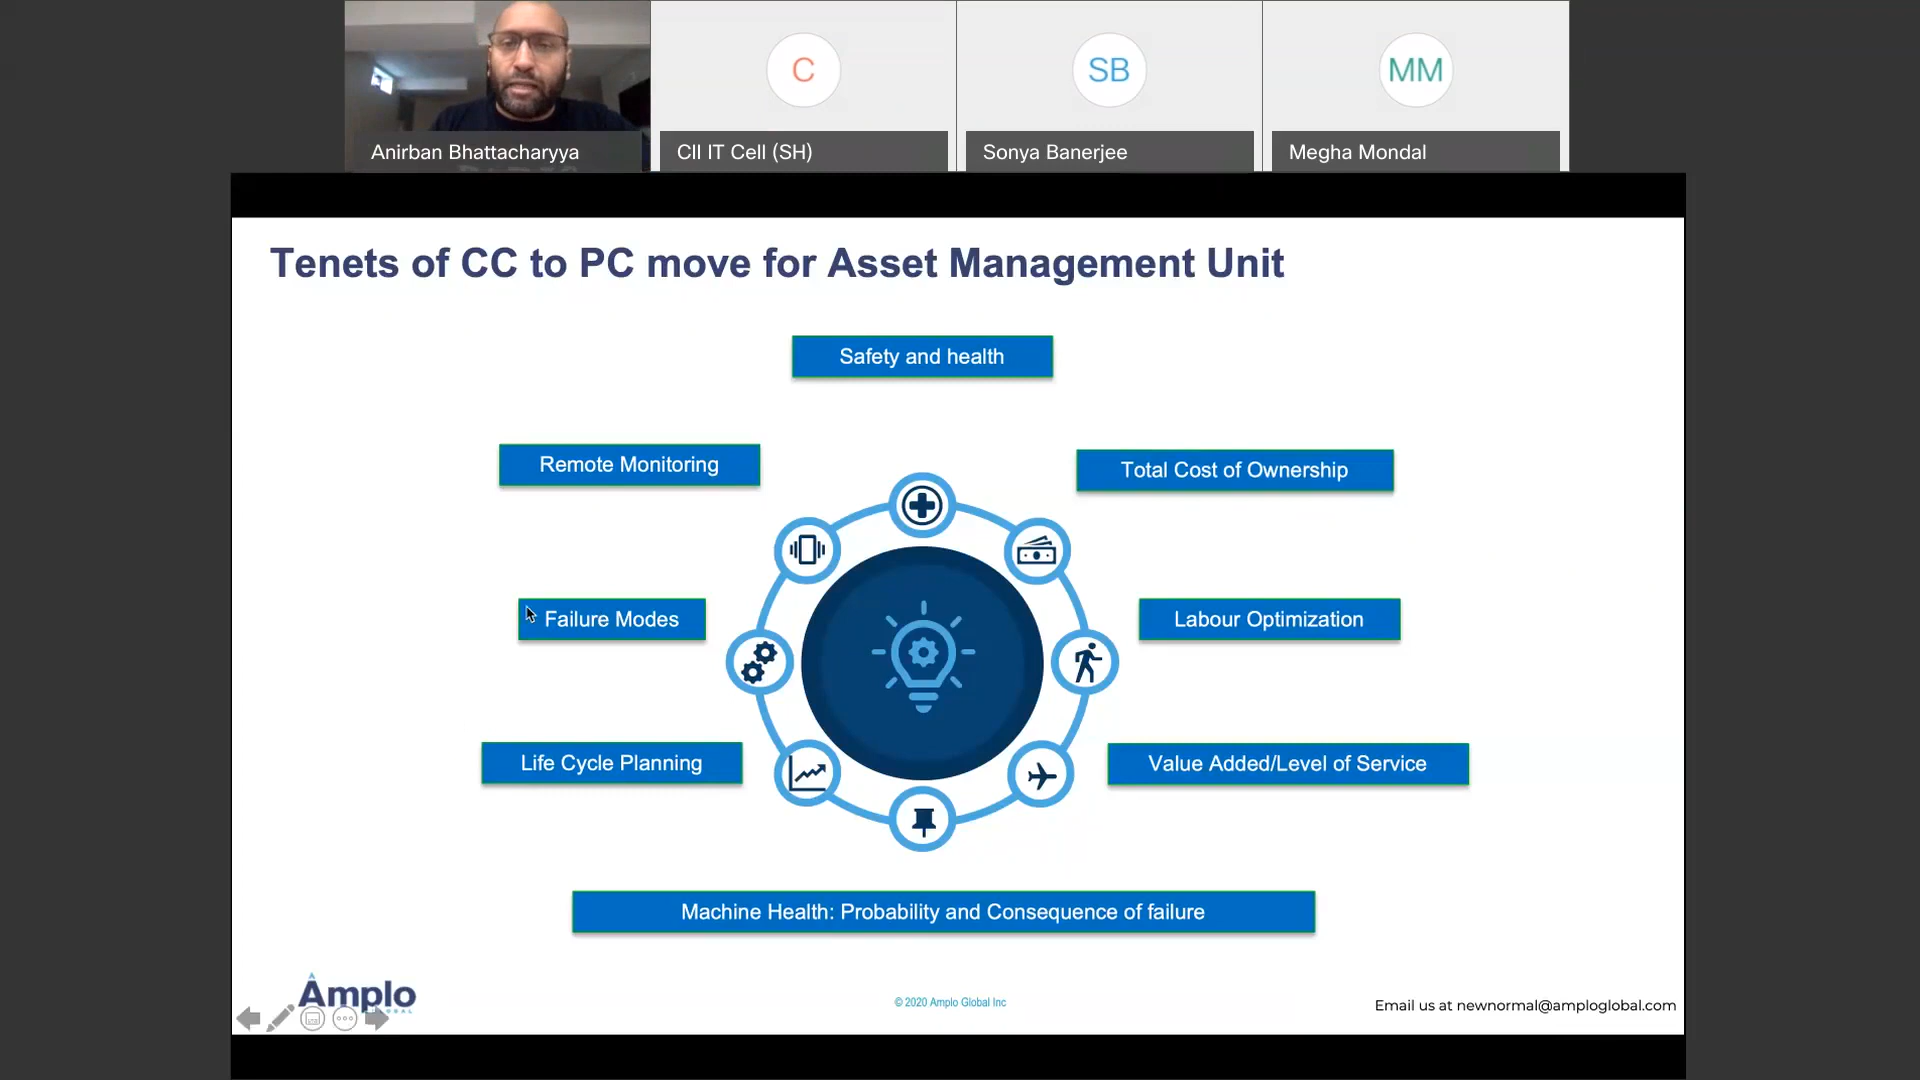 C
SB
MM
Anirban Bhattacharyya
CII IT Cell (SH)
Sonya Banerjee
Megha Mondal
Tenets of CC to PC move for Asset Management Unit
Safety and health
Remote Monitoring
Total Cost of Ownership
Failure Modes
Labour Optimization
Life Cycle Planning
Value Added/Level of Service
Machine Health: Probability and Consequence of failure
Amplo
© 2020 Amplo Global Inc
Email us at newnormal@amploglobal.com